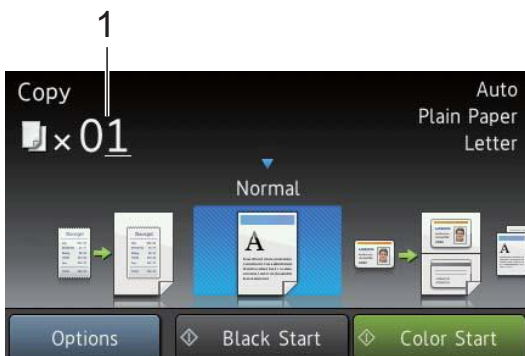 1
Copy
Auto
×01
Plain Paper
Letter
Normal
A
A
Options
Black Start
Color Start